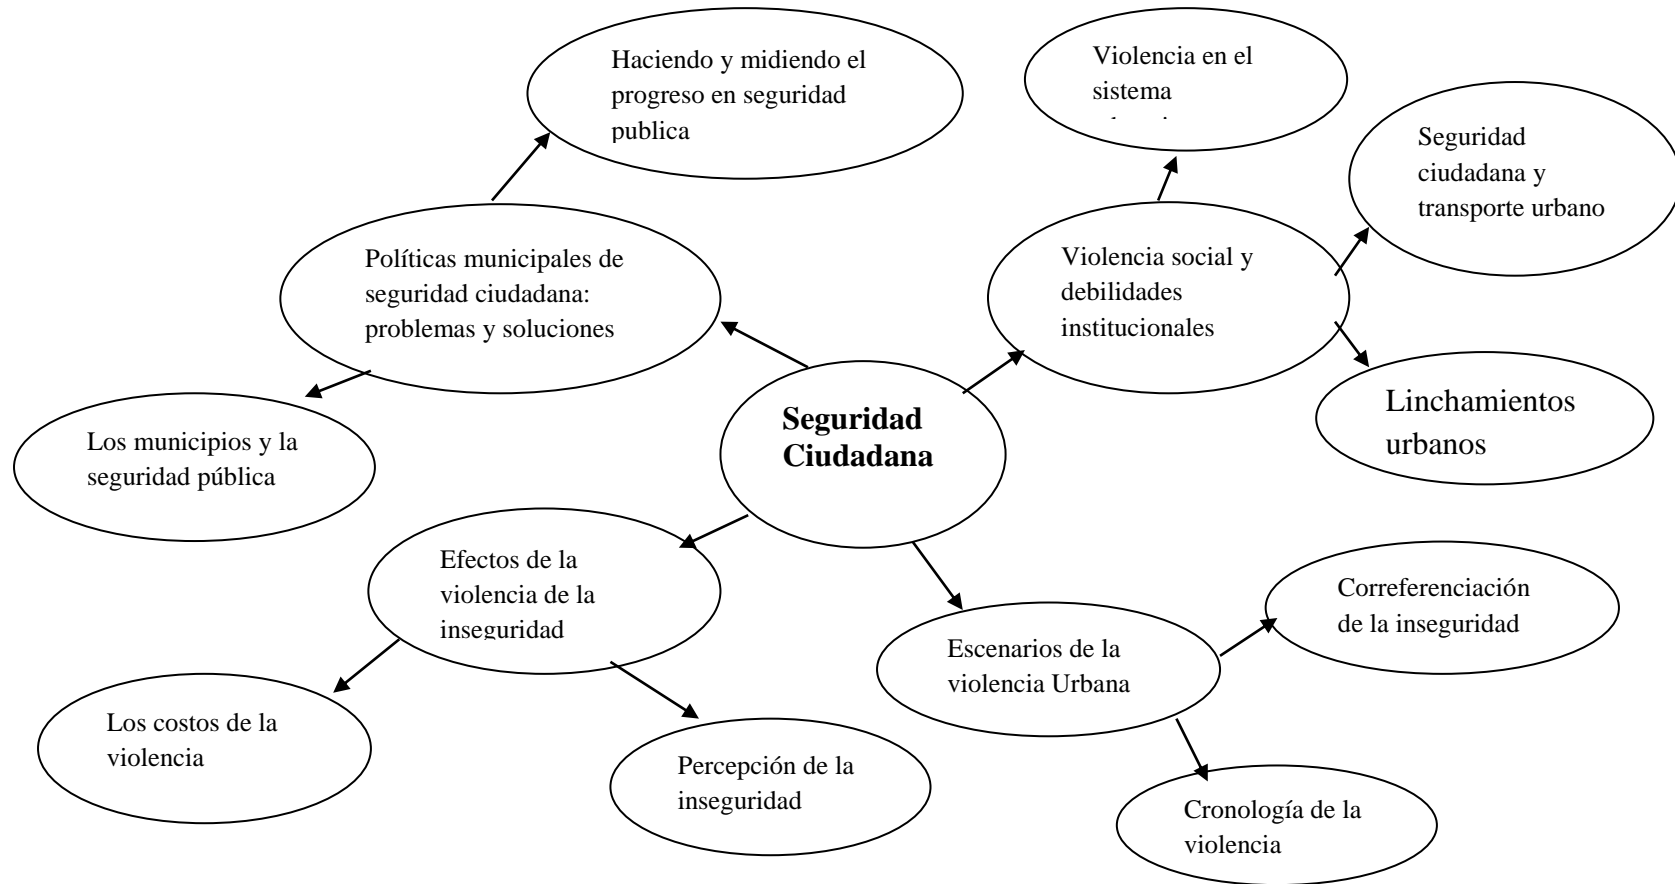 Haciendo y midiendo el
progreso en seguridad
publica
Violencia en el
sistema
Seguridad
ciudadana y
transporte urbano
Políticas municipales de
seguridad ciudadana:
problemas y soluciones
Violencia social y
debilidades
institucionales
Seguridad
Ciudadana
Linchamientos
urbanos
Los municipios y la
seguridad pública
Efectos de la
violencia de la
inseguridad
Correferenciación
de la inseguridad
Escenarios de la
violencia Urbana
Los costos de la
violencia
Percepción de la
inseguridad
Cronología de la
violencia